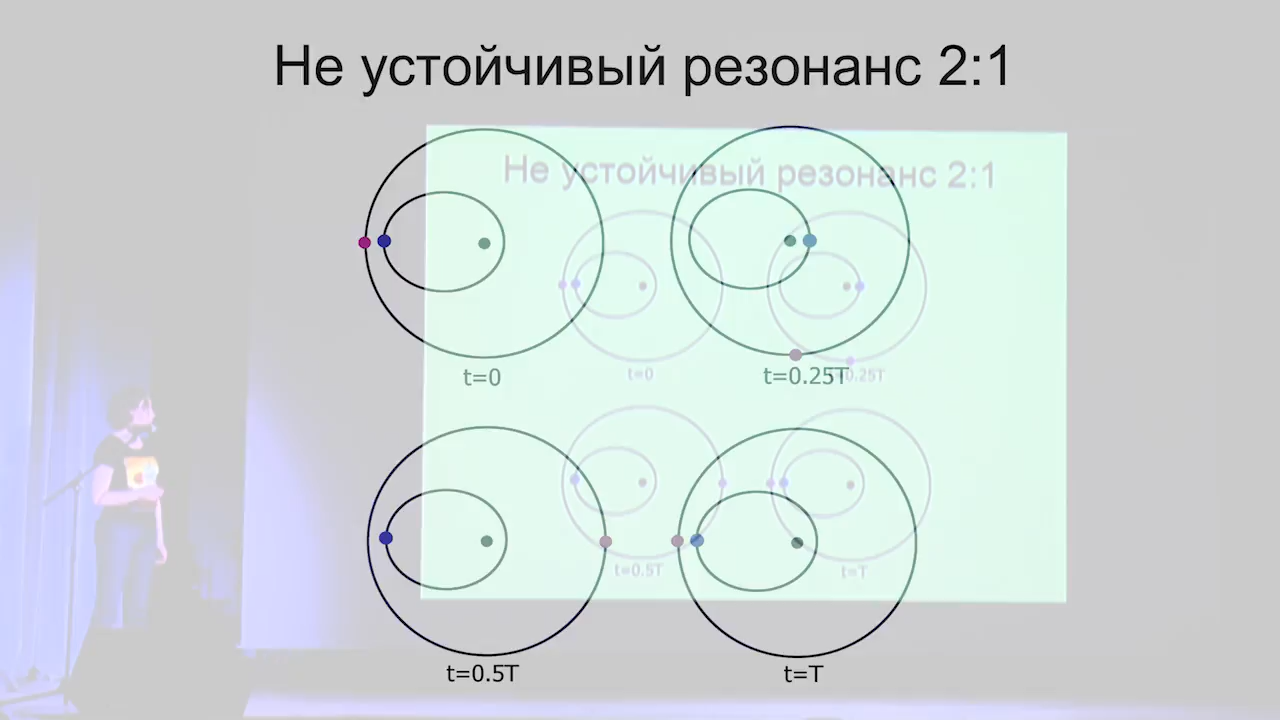 Не устойчивый резонанс 2:1
Не устойчивый резонанс 2:1
t=0
t=0
t=0.25T
t=0.25T
t=0.5T
t=T
t=0.5T
t=T